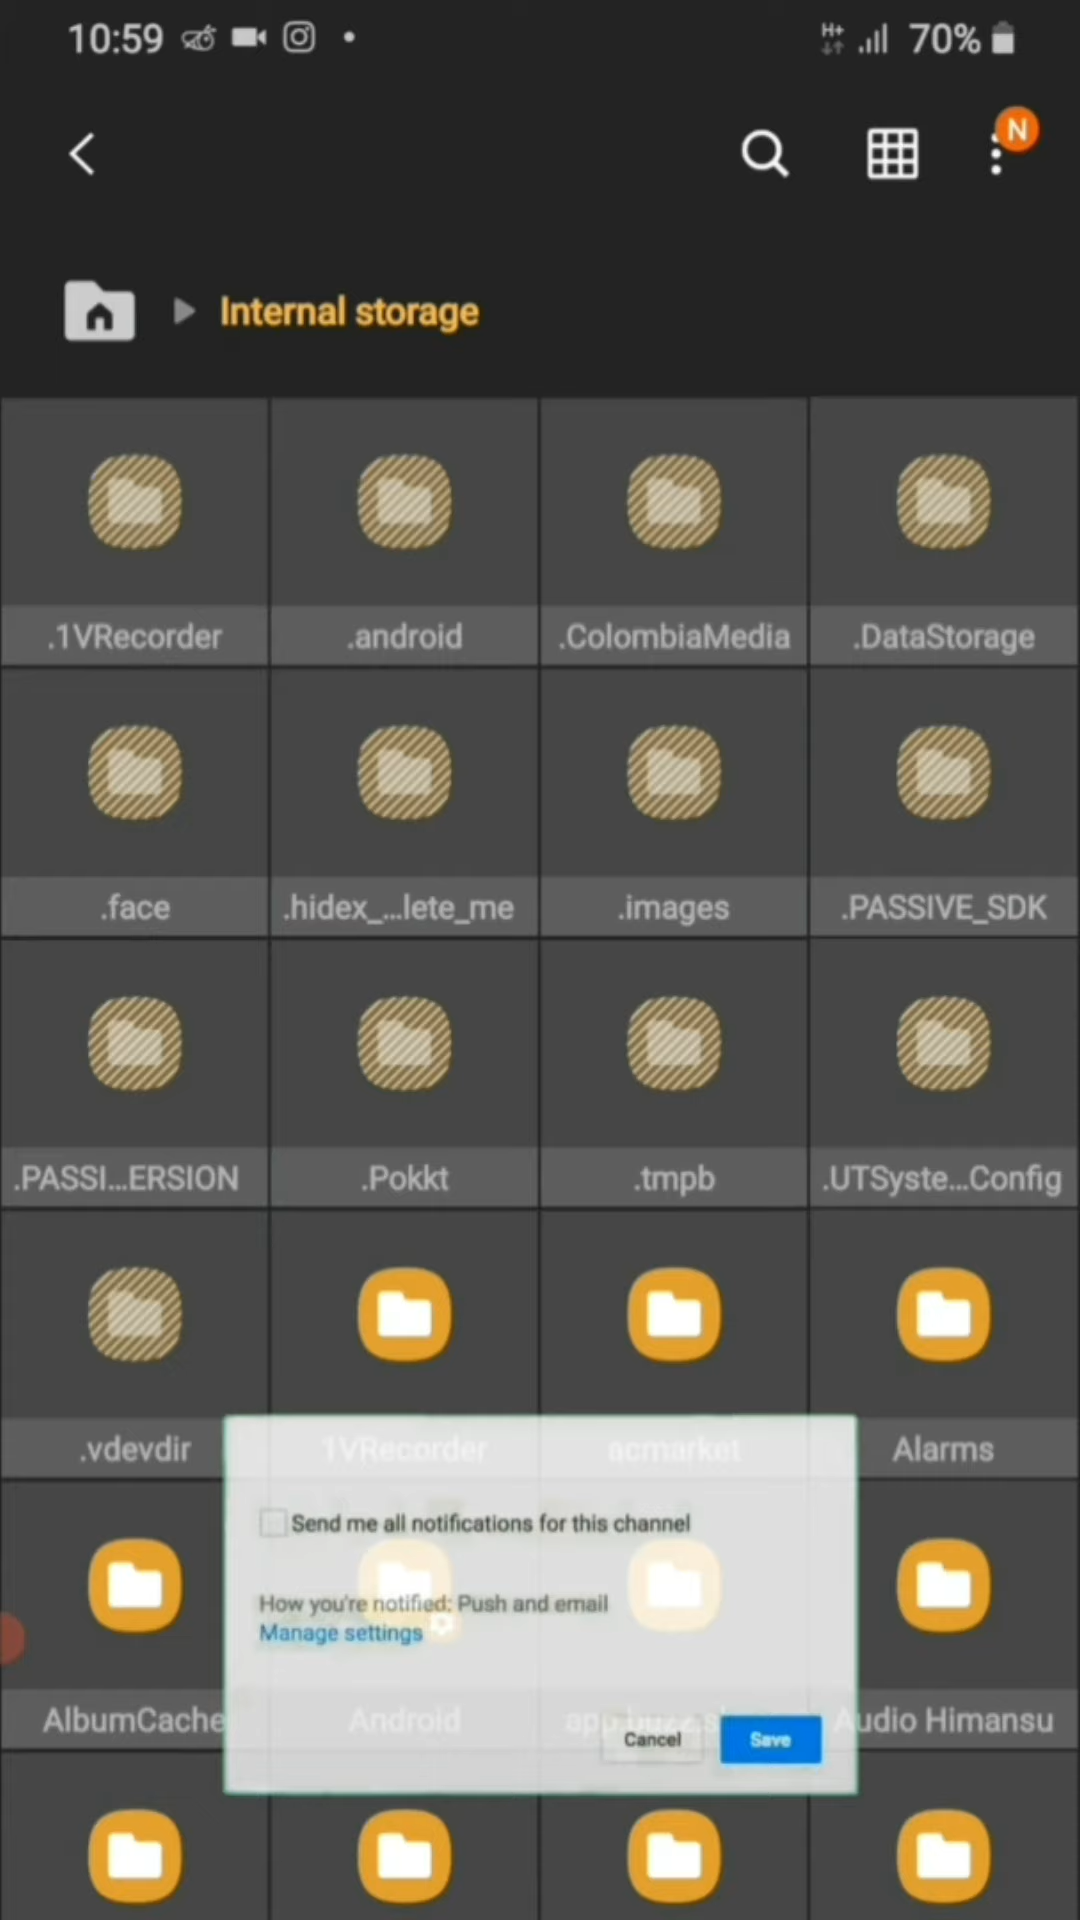 10:59 H+ 70%
N
Internal storage
.1VRecorder .android .ColombiaMedia .DataStorage
.face .hidex_...lete_me .images .PASSIVE_SDK
.PASSI...ERSION .Pokkt .tmpb .UTSyste...Config
.vdevdir 1VRecorder acmarket Alarms
Send me all notifications for this channel
How you're notified: Push and email
Manage settings
AlbumCache Android Audio Himansu
Cancel Save